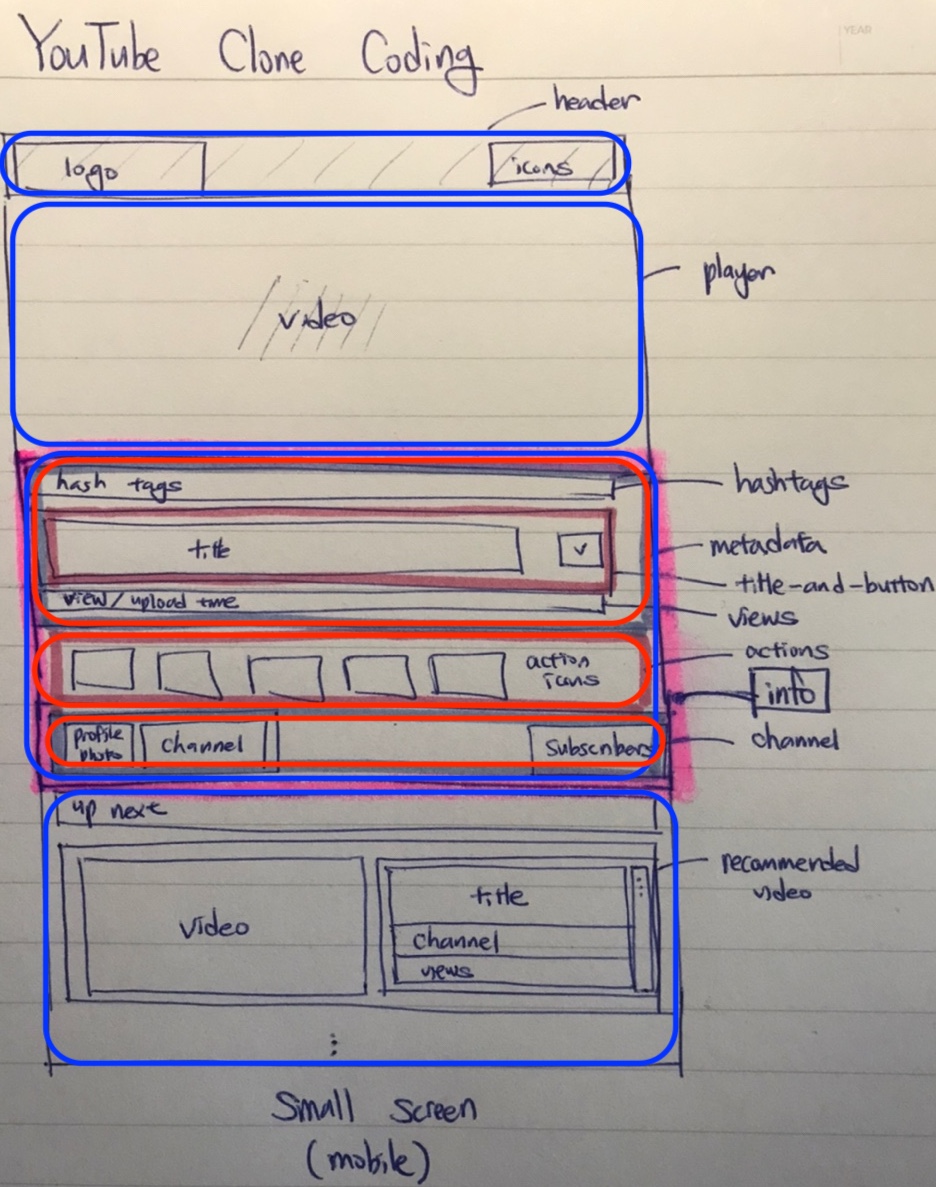 YEAR
YouTube Clone Coding
header
logo
icons
player
video
hash tags
hashtags
title
v
metadata
title-and-button
view/upload time
views
action
icons
actions
info
profile
photo
channel
subscribers
channel
up next
recommended
video
video
title
channel
views
Small screen
(mobile)